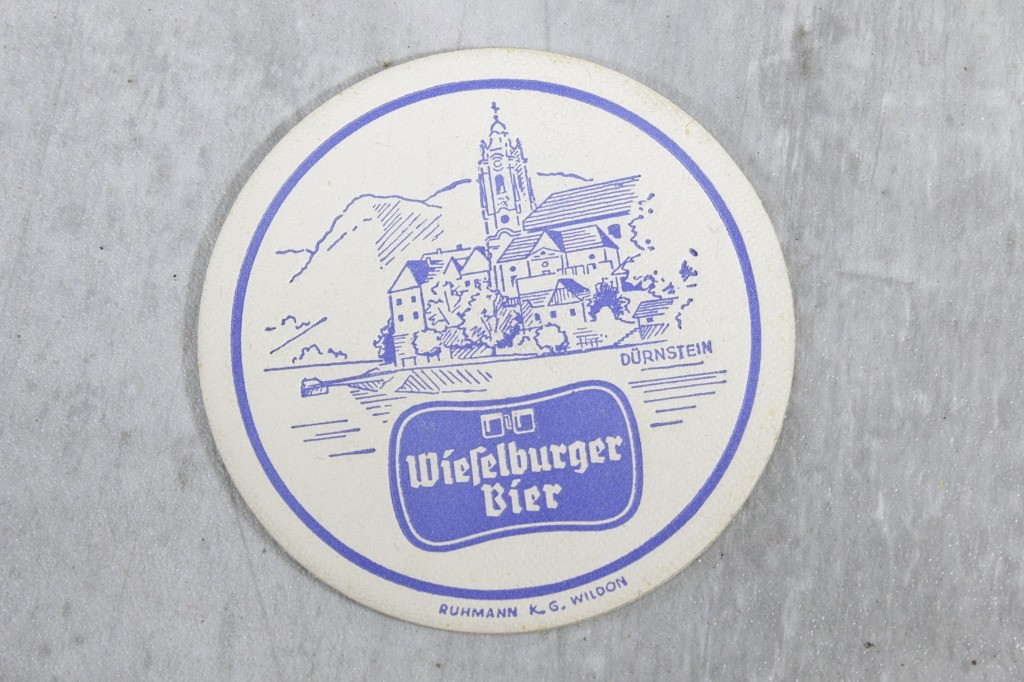 DÜRNSTEIN
Wieſelburger
Bier
RUHMANN K.G. WILDON